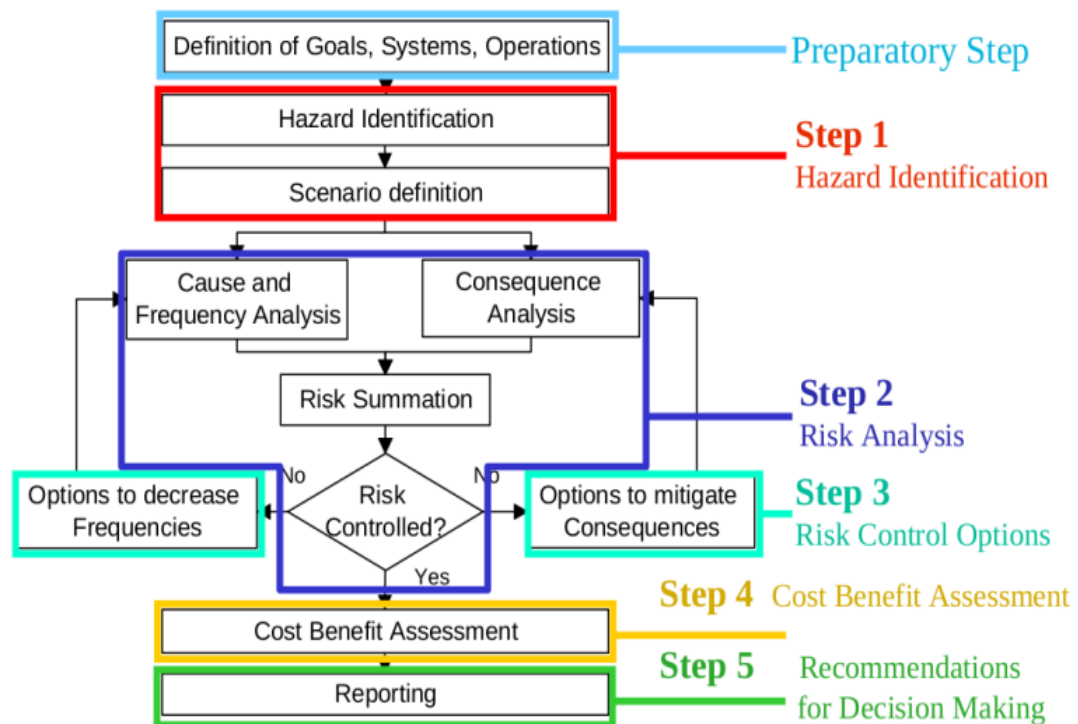 Definition of Goals, Systems, Operations
Preparatory Step
Hazard Identification
Step 1
Hazard Identification
Scenario definition
Cause and
Frequency Analysis
Consequence
Analysis
Risk Summation
Step 2
Risk Analysis
No
No
Options to decrease
Frequencies
Risk
Controlled?
Options to mitigate
Consequences
Step 3
Risk Control Options
Yes
Step 4 Cost Benefit Assessment
Cost Benefit Assessment
Step 5 Recommendations
for Decision Making
Reporting